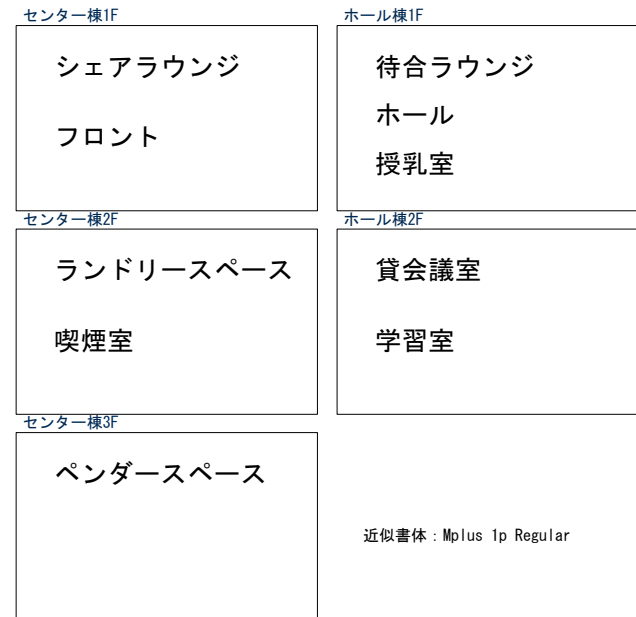 センター棟1F
シェアラウンジ
フロント
ホール棟1F
待合ラウンジ
ホール
授乳室
センター棟2F
ランドリースペース
喫煙室
ホール棟2F
貸会議室
学習室
センター棟3F
ペンダースペース
近似書体：Mplus 1p Regular